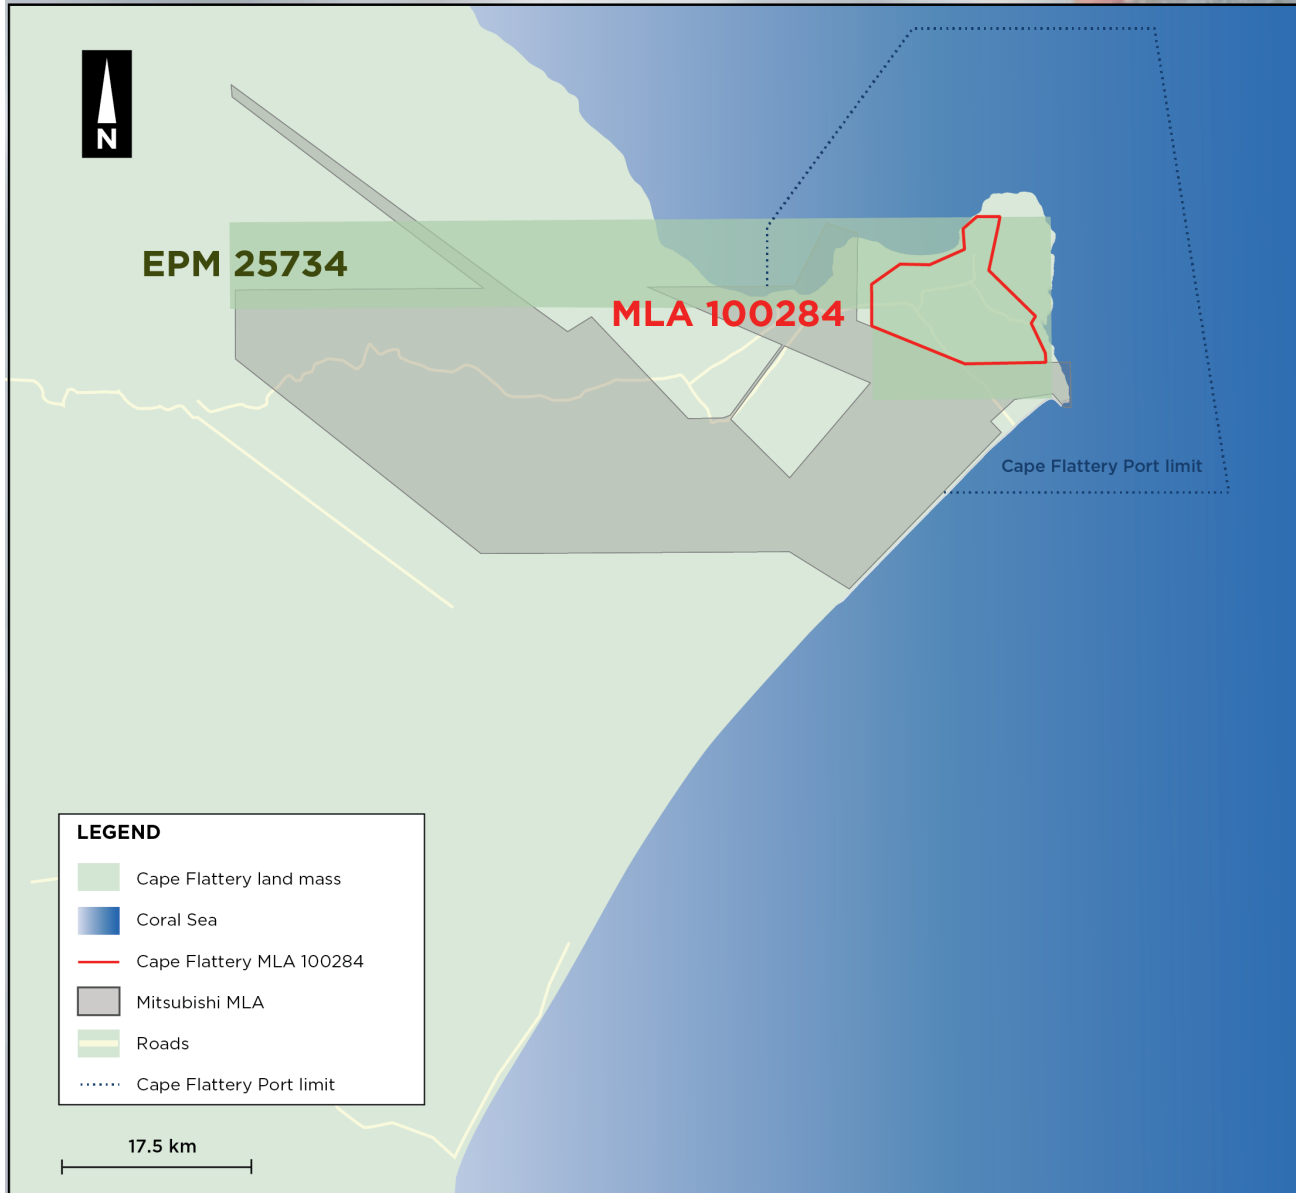 N
EPM 25734
MLA 100284
Cape Flattery Port limit
LEGEND
Cape Flattery land mass
Coral Sea
Cape Flattery MLA 100284
Mitsubishi MLA
Roads
Cape Flattery Port limit
17.5 km